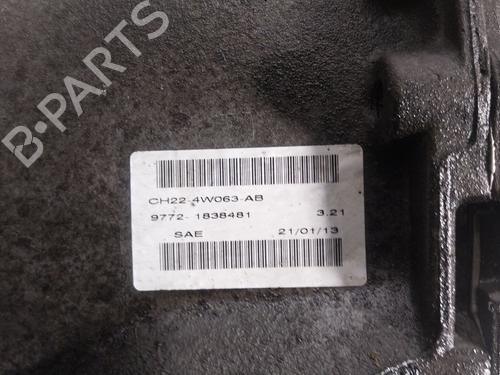 B-PARTS
CH22-4W063-AB
9772- 1838481 3.21
SAE 21/01/13